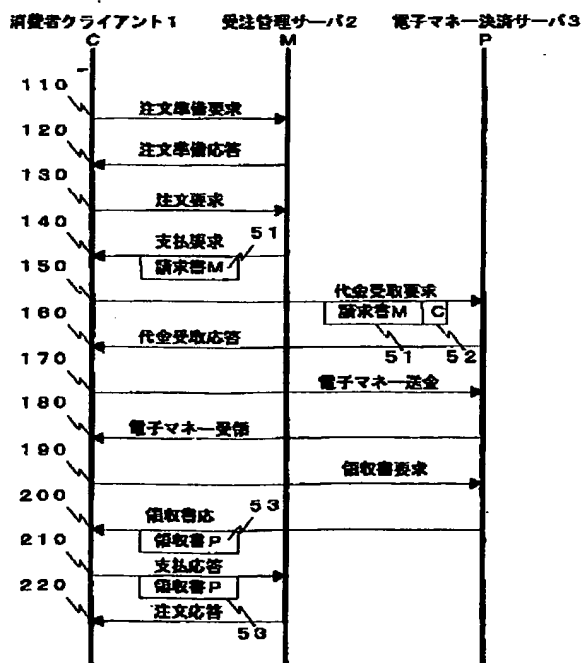 消費者クライアント1 受注管理サーバ2 電子マネー決済サーバ3
C M P
110
注文準備要求
120
注文準備応答
130
注文要求
140
支払要求 51
150
請求書M
代金受取要求
160
請求書M C
代金受取応答
51 52
170
電子マネー送金
180
電子マネー受領
190
領収書要求
200
領収書応 53
210
領収書P
支払応答
220
領収書P
注文応答
53